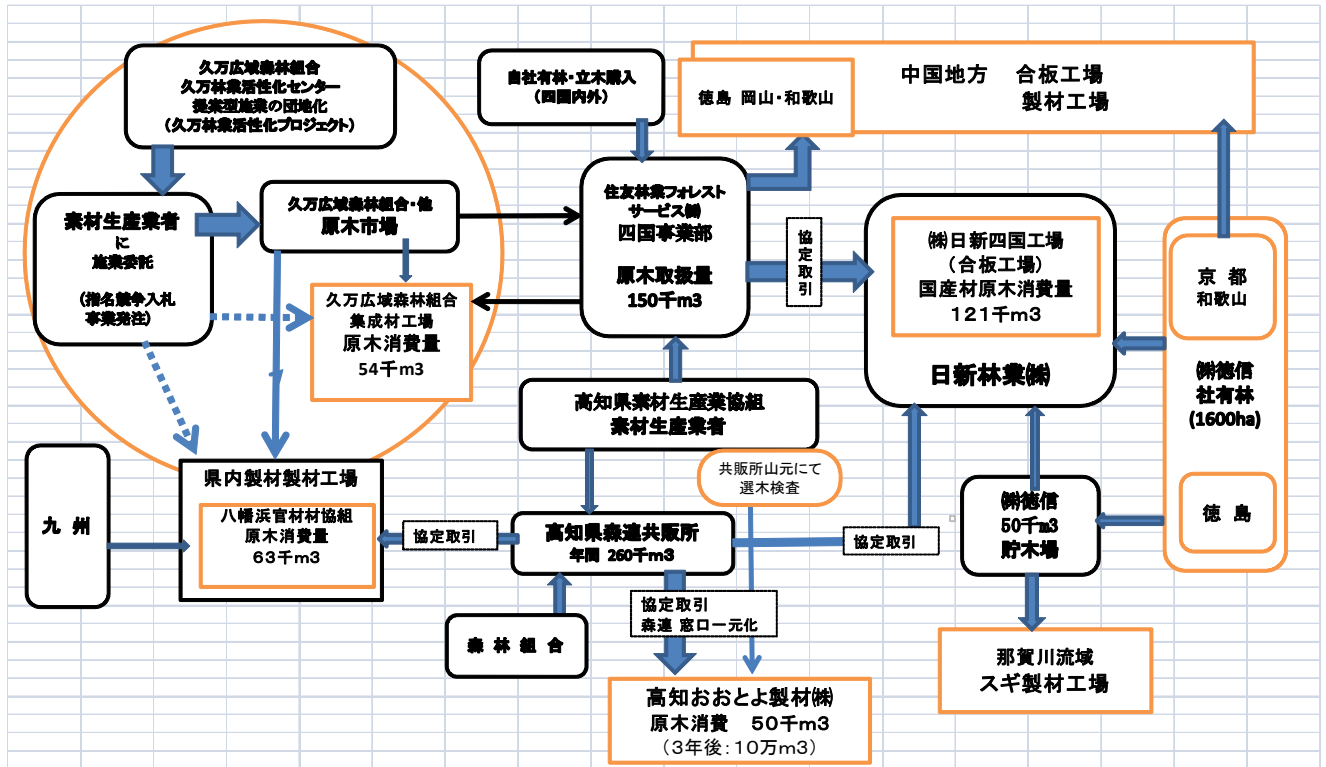 久万広域森林組合
久万林業活性化センター
提案型施業の団地化
（久万林業活性化プロジェクト）
素材生産業者
に
施業委託
(指名競争入札
事業発注)
久万広域森林組合・他
原木市場
久万広域森林組合
集成材工場
原木消費量
54千m3
自社有林・立木購入
（四国内外）
徳島 岡山・和歌山
中国地方 合板工場
製材工場
住友林業フォレスト
サービス㈱
四国事業部
原木取扱量
150千m3
協定取引
㈱日新四国工場
(合板工場)
国産材原木消費量
121千m3
日新林業㈱
京都
和歌山
㈱徳信
社有林
(1600ha)
徳島
高知県素材生産業協組
素材生産業者
共販所山元にて
選木検査
九州
県内製材製材工場
八幡浜官材材協組
原木消費量
63千m3
協定取引
高知県森連共販所
年間 260千m3
協定取引
㈱徳信
50千m3
貯木場
森林組合
協定取引
森連 窓口一元化
高知おおとよ製材㈱
原木消費 50千m3
（3年後：10万m3）
那賀川流域
スギ製材工場